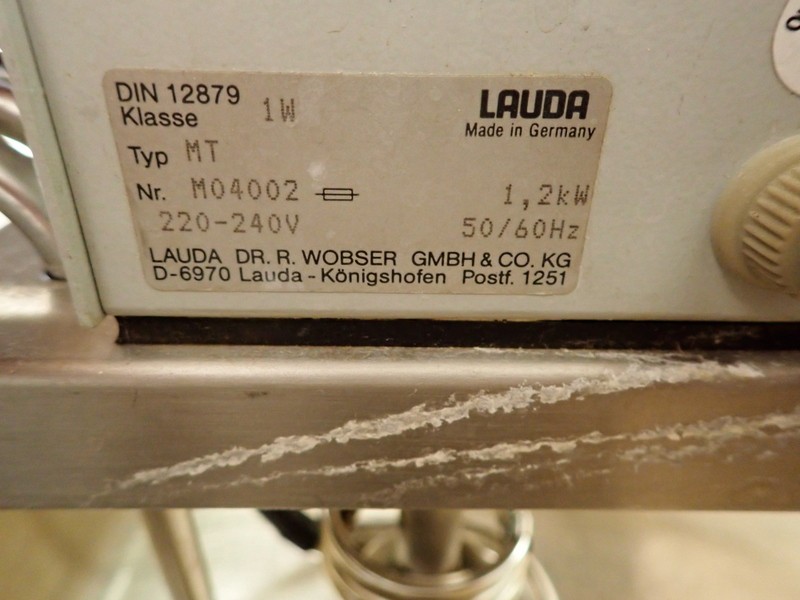 DIN 12879
Klasse 1W
LAUDA
Made in Germany
Typ MT
Nr. M04002 1,2kW
220-240V 50/60Hz
LAUDA DR. R. WOBSER GMBH & CO. KG
D-6970 Lauda - Königshofen Postf. 1251